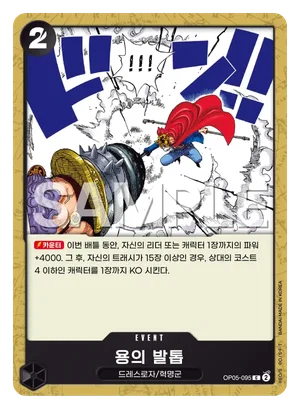 2
ドドン!!
!!!
SAMPLE
카운터 이번 배틀 동안, 자신의 리더 또는 캐릭터 1장까지의 파워
+4000. 그 후, 자신의 트래시가 15장 이상인 경우, 상대의 코스트
4 이하인 캐릭터를 1장까지 KO 시킨다.
EVENT
용의 발톱
드레스로자/혁명군
OP05-095 C 2